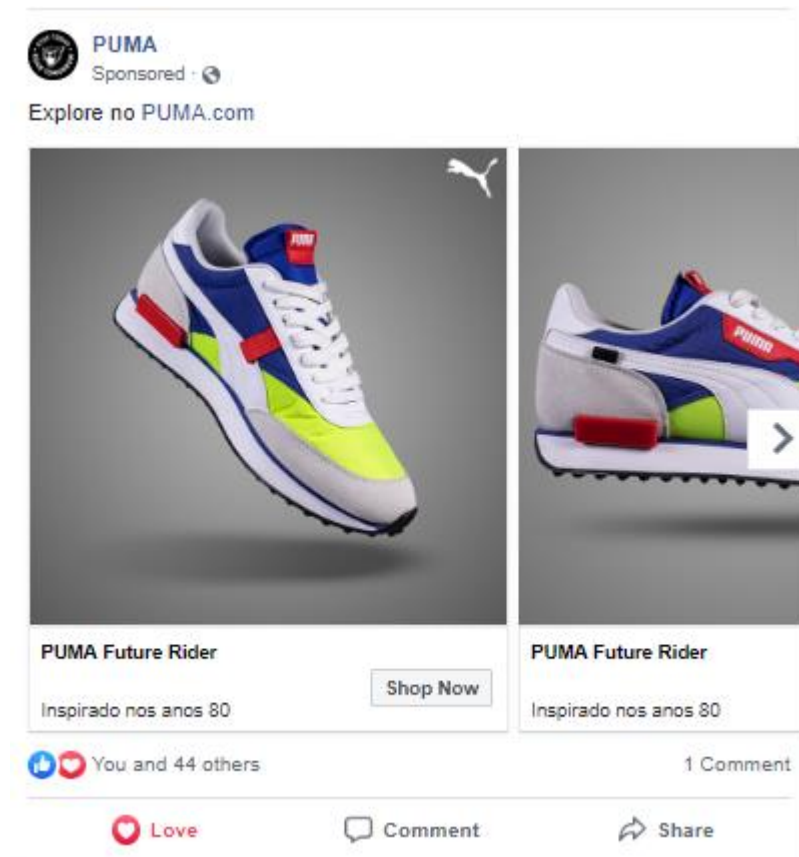 PUMA
Sponsored ·
Explore no PUMA.com
PUMA
PUMA
PUMA Future Rider
Shop Now
Inspirado nos anos 80
PUMA Future Rider
Inspirado nos anos 80
You and 44 others
1 Comment
Love
Comment
Share